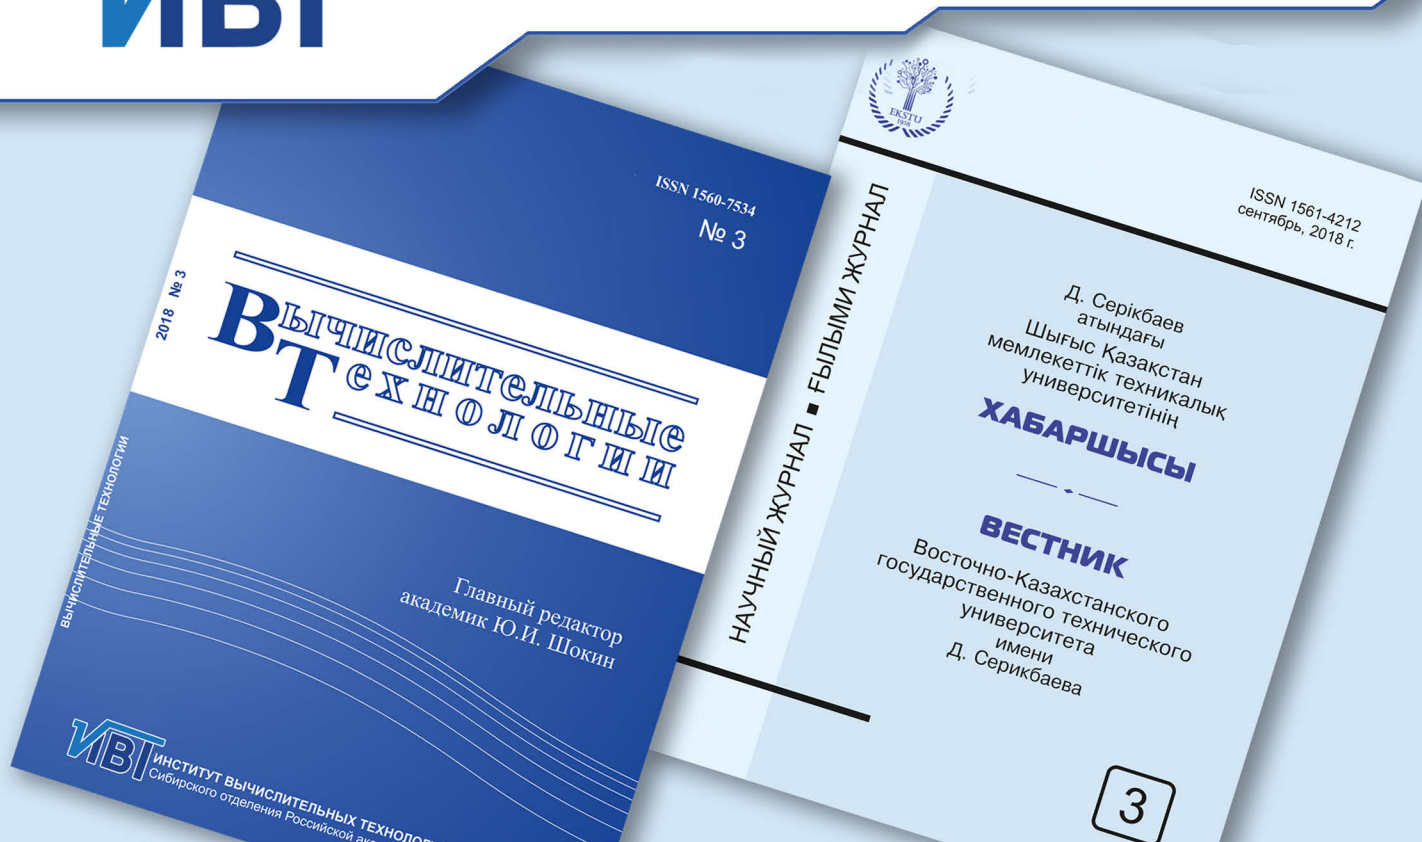 ИВТ
ISSN 1560-7534
№ 3
2018 № 3
Вычислительные
Технологии
ВЫЧИСЛИТЕЛЬНЫЕ ТЕХНОЛОГИИ
Главный редактор
академик Ю.И. Шокин
ИВТ
ИНСТИТУТ ВЫЧИСЛИТЕЛЬНЫХ
Сибирского отделения Российской
EKSTU
1958
ISSN 1561-4212
сентябрь, 2018 г.
НАУЧНЫЙ ЖУРНАЛ ▪ ҒЫЛЫМИ ЖУРНАЛ
Д. Серікбаев
атындағы
Шығыс Қазақстан
мемлекеттік техникалық
университетінің
ХАБАРШЫСЫ
ВЕСТНИК
Восточно-Казахстанского
государственного технического
университета
имени
Д. Серикбаева
3